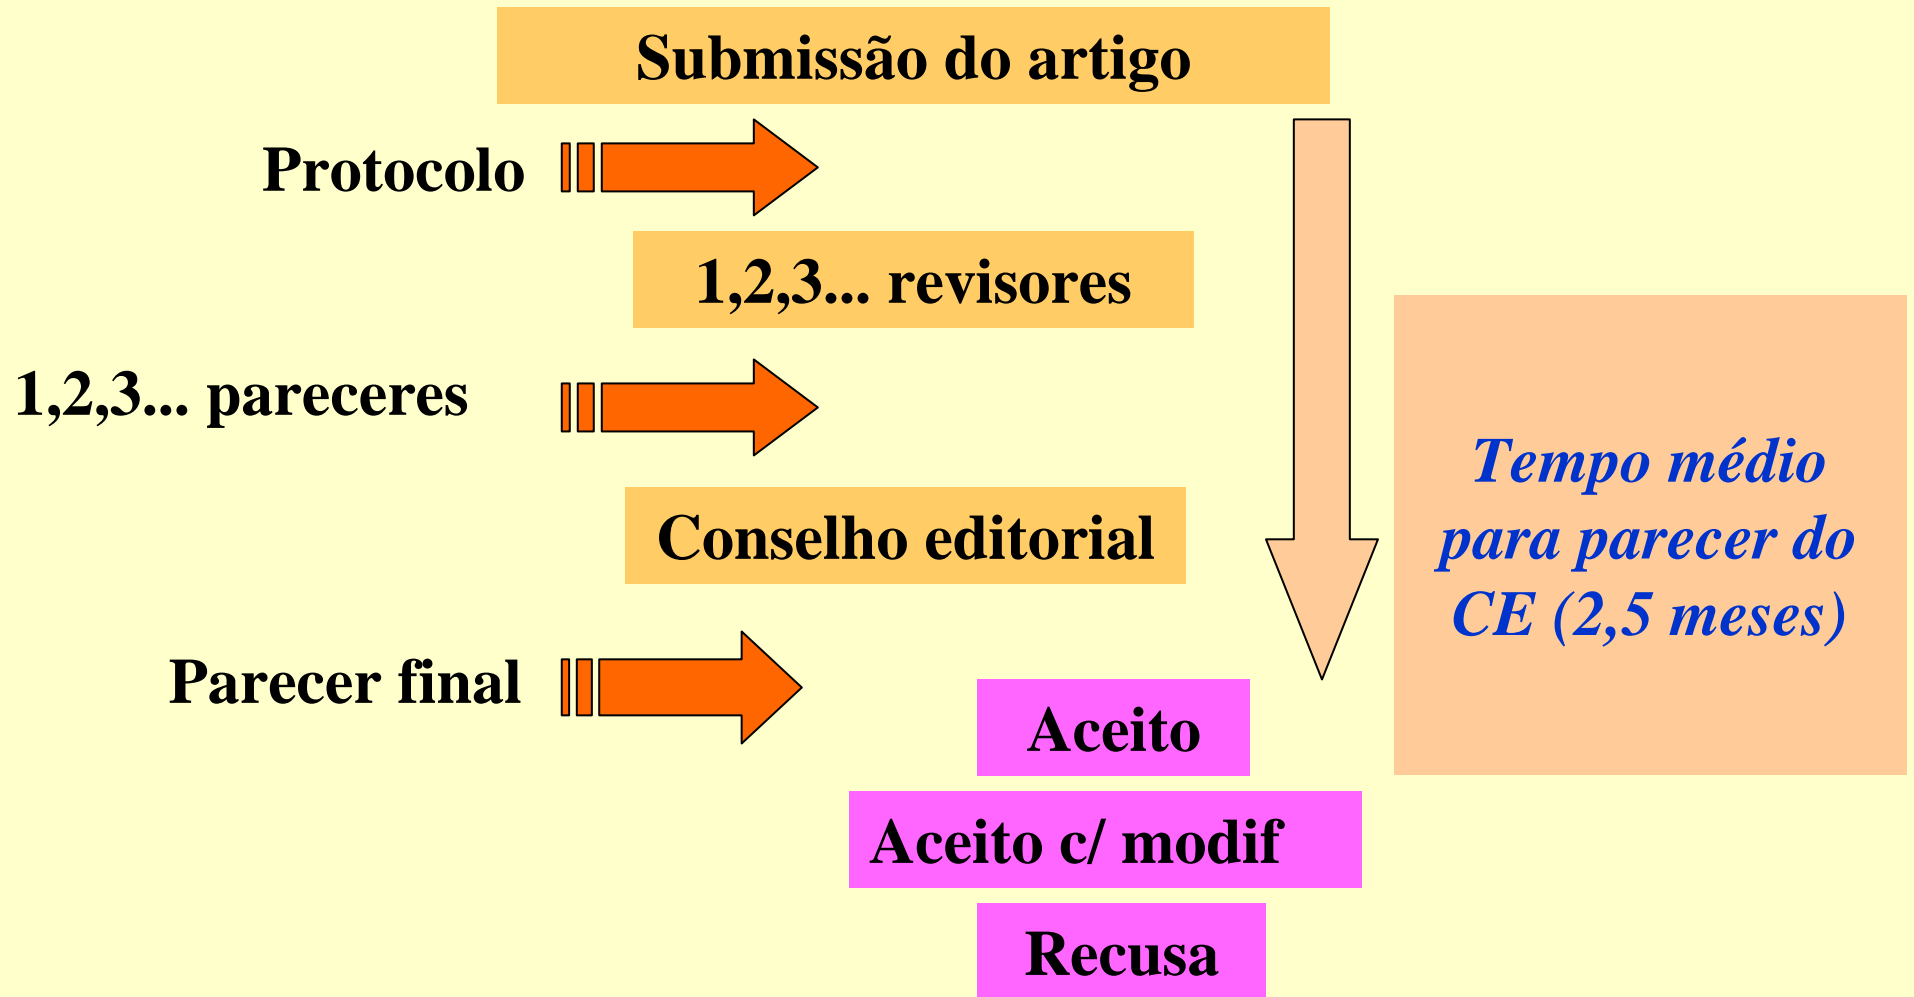 Submissão do artigo
Protocolo
1,2,3... revisores
1,2,3... pareceres
Conselho editorial
Tempo médio
para parecer do
CE (2,5 meses)
Parecer final
Aceito
Aceito c/ modif
Recusa